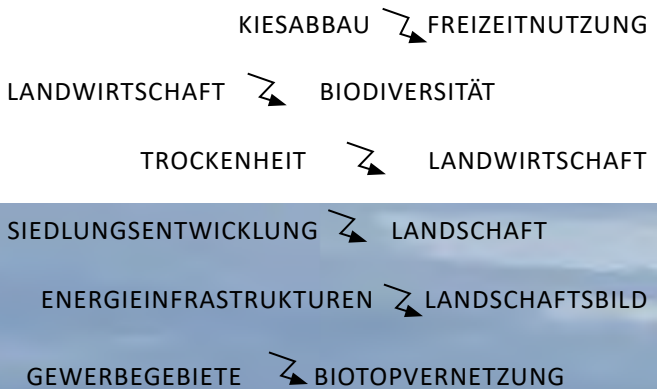 KIESABBAU FREIZEITNUTZUNG
LANDWIRTSCHAFT BIODIVERSITÄT
TROCKENHEIT LANDWIRTSCHAFT
SIEDLUNGSENTWICKLUNG LANDSCHAFT
ENERGIEINFRASTRUKTUREN LANDSCHAFTSBILD
GEWERBEGEBIETE BIOTOPVERNETZUNG